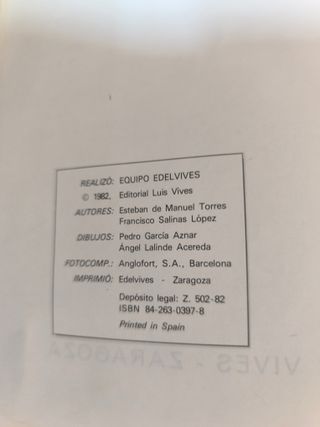 REALIZÓ: EQUIPO EDELVIVES
© 1982, Editorial Luis Vives
AUTORES: Esteban de Manuel Torres
Francisco Salinas López
DIBUJOS: Pedro García Aznar
Ángel Lalinde Acereda
FOTOCOMP.: Anglofort, S.A., Barcelona
IMPRIMIÓ: Edelvives - Zaragoza
Depósito legal: Z. 502-82
ISBN 84-263-0397-8
Printed in Spain
VIVES - ZARAGOZA